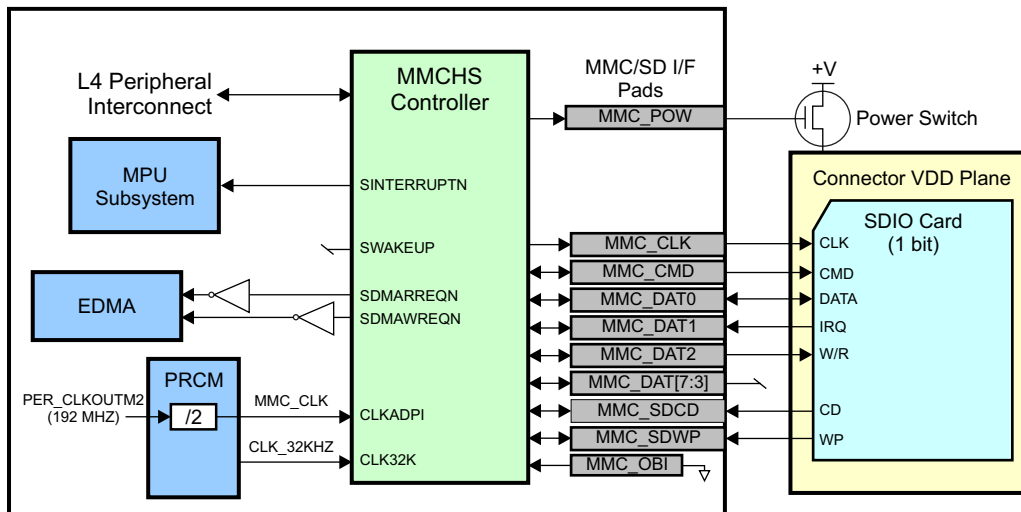 L4 Peripheral
Interconnect
MPU
Subsystem
EDMA
PRCM
/2
PER_CLKOUTM2
(192 MHZ)
MMC_CLK
CLK_32KHZ
MMCHS
Controller
SINTERRUPTN
SWAKEUP
SDMARREQN
SDMAWREQN
CLKADPI
CLK32K
MMC/SD I/F
Pads
MMC_POW
MMC_CLK
MMC_CMD
MMC_DAT0
MMC_DAT1
MMC_DAT2
MMC_DAT[7:3]
MMC_SDCD
MMC_SDWP
MMC_OBI
+V
Power Switch
Connector VDD Plane
SDIO Card
(1 bit)
CLK
CMD
DATA
IRQ
W/R
CD
WP